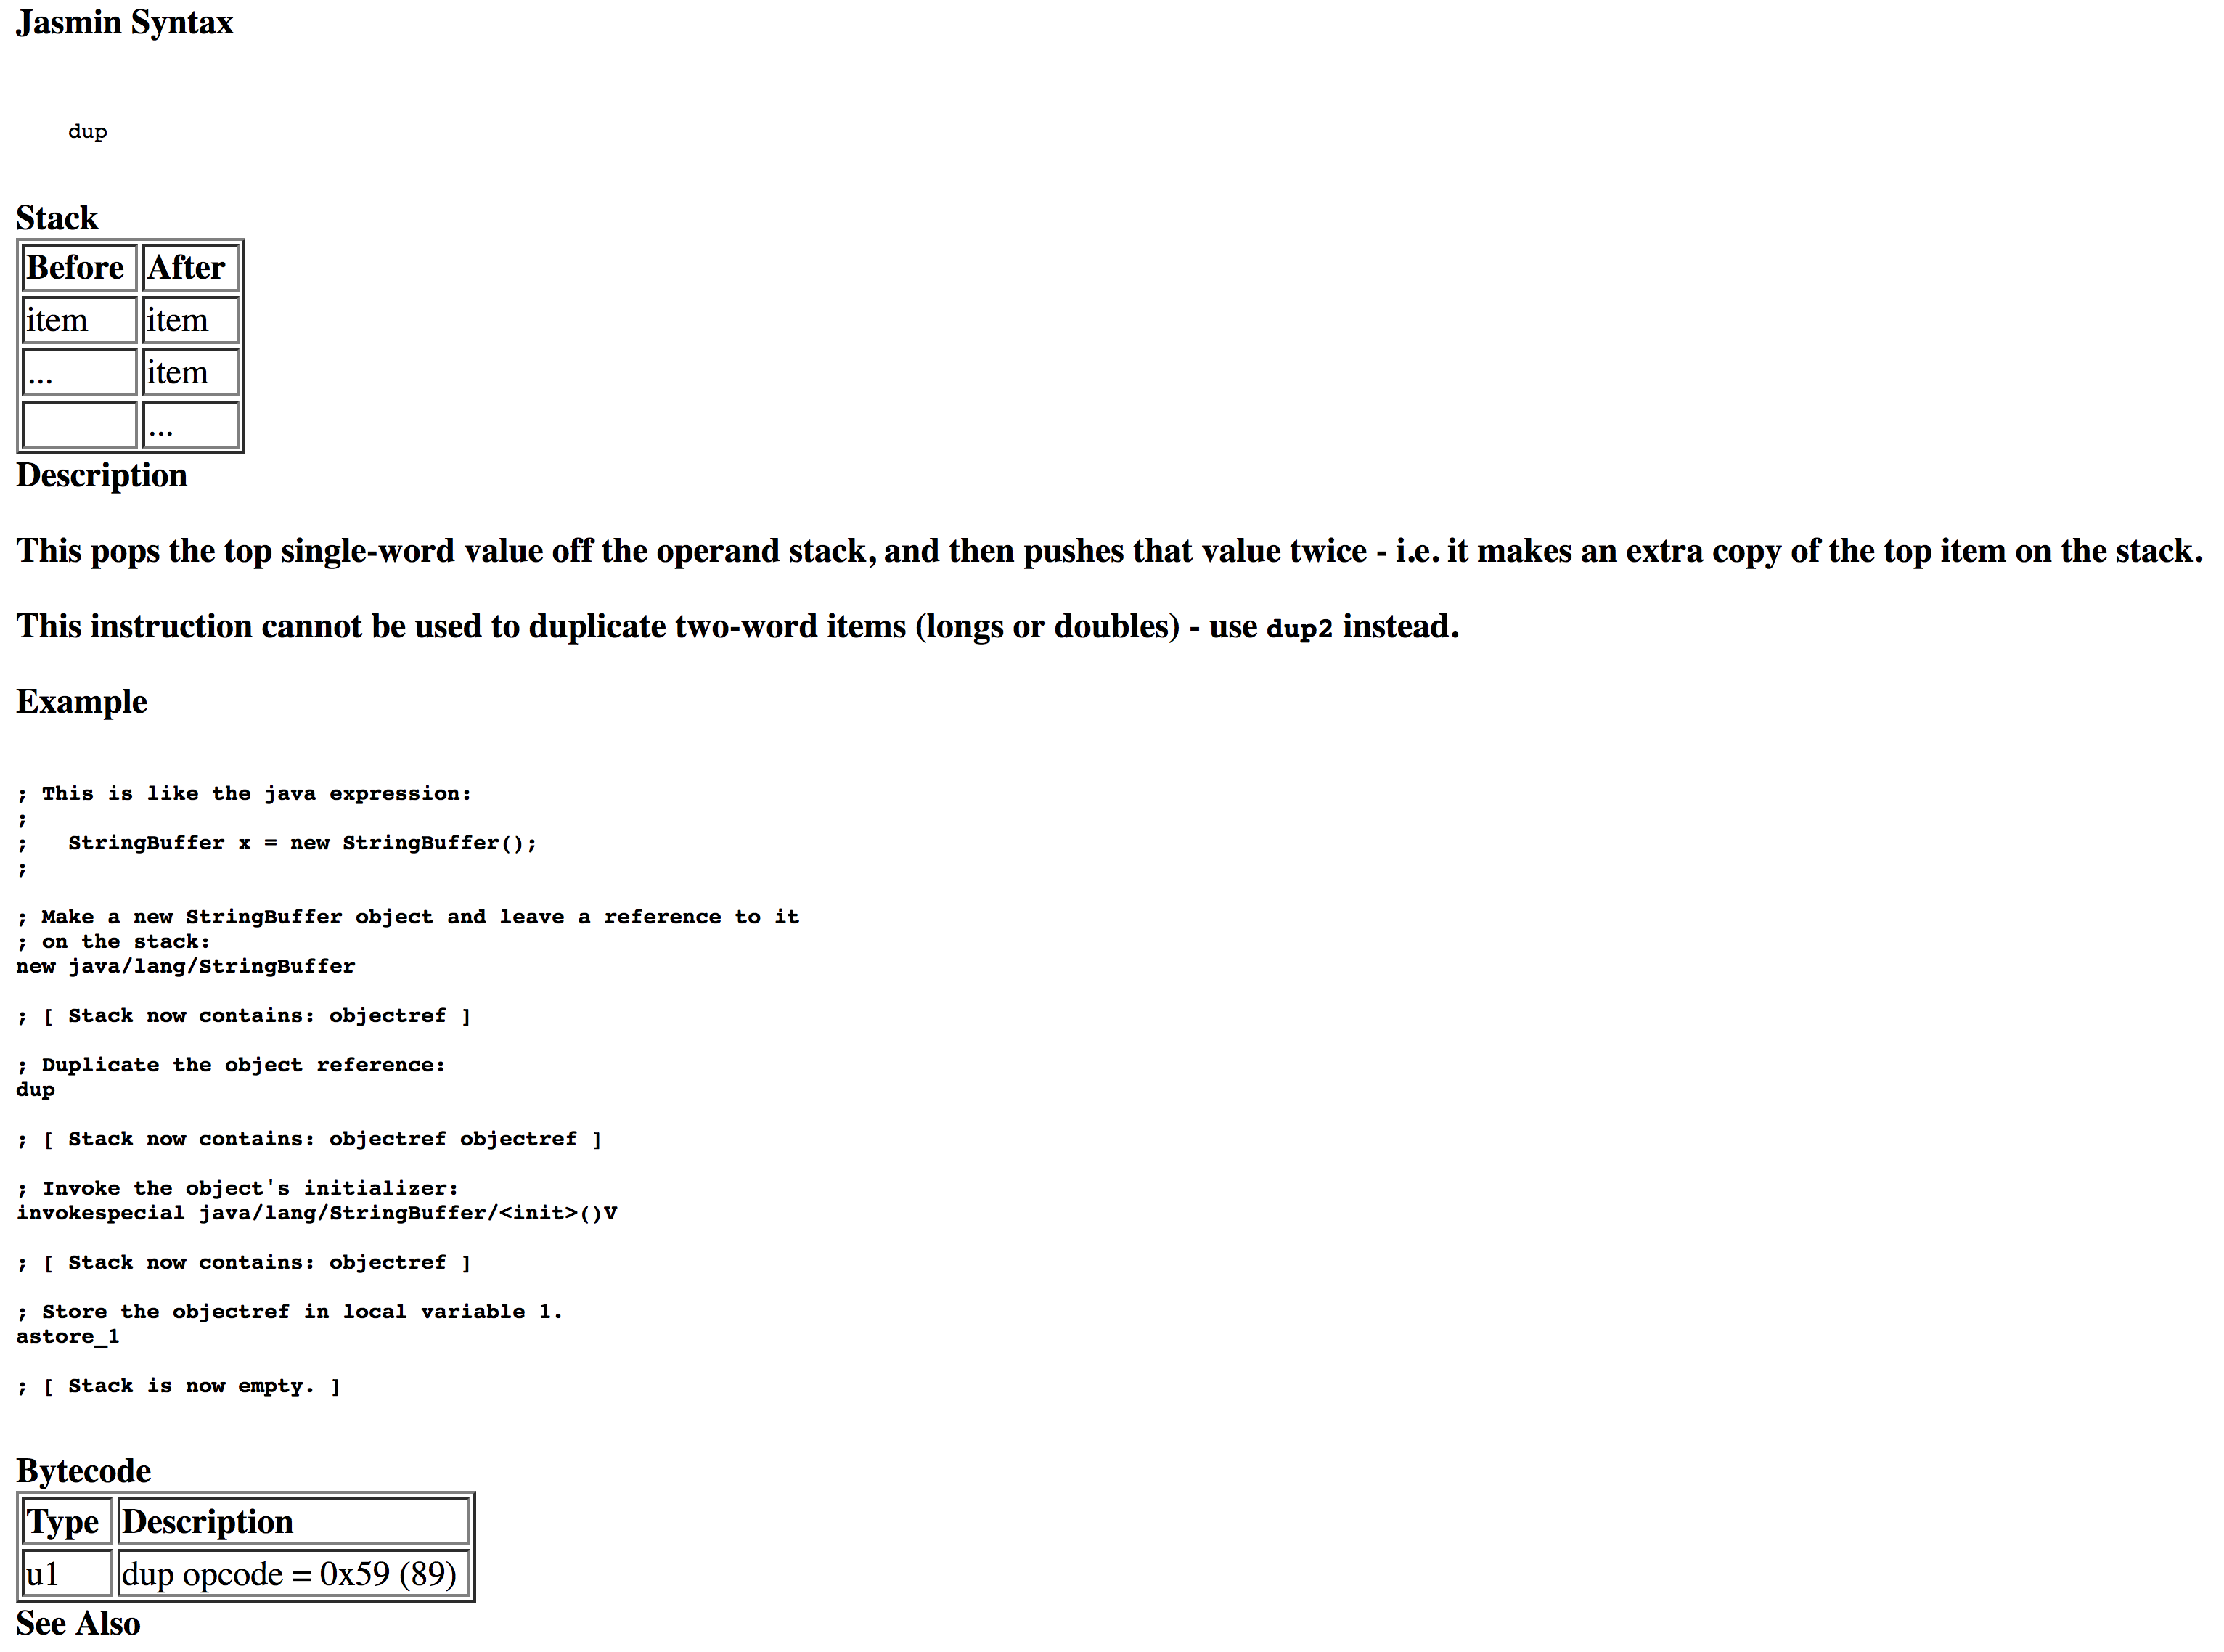 Jasmin Syntax
dup
Stack
Before After
item item
... item
...
Description
This pops the top single-word value off the operand stack, and then pushes that value twice - i.e. it makes an extra copy of the top item on the stack.
This instruction cannot be used to duplicate two-word items (longs or doubles) - use dup2 instead.
Example
; This is like the java expression:
;
;   StringBuffer x = new StringBuffer();
;
; Make a new StringBuffer object and leave a reference to it
; on the stack:
new java/lang/StringBuffer
; [ Stack now contains: objectref ]
; Duplicate the object reference:
dup
; [ Stack now contains: objectref objectref ]
; Invoke the object's initializer:
invokespecial java/lang/StringBuffer/<init>()V
; [ Stack now contains: objectref ]
; Store the objectref in local variable 1.
astore_1
; [ Stack is now empty. ]
Bytecode
Type Description
u1 dup opcode = 0x59 (89)
See Also